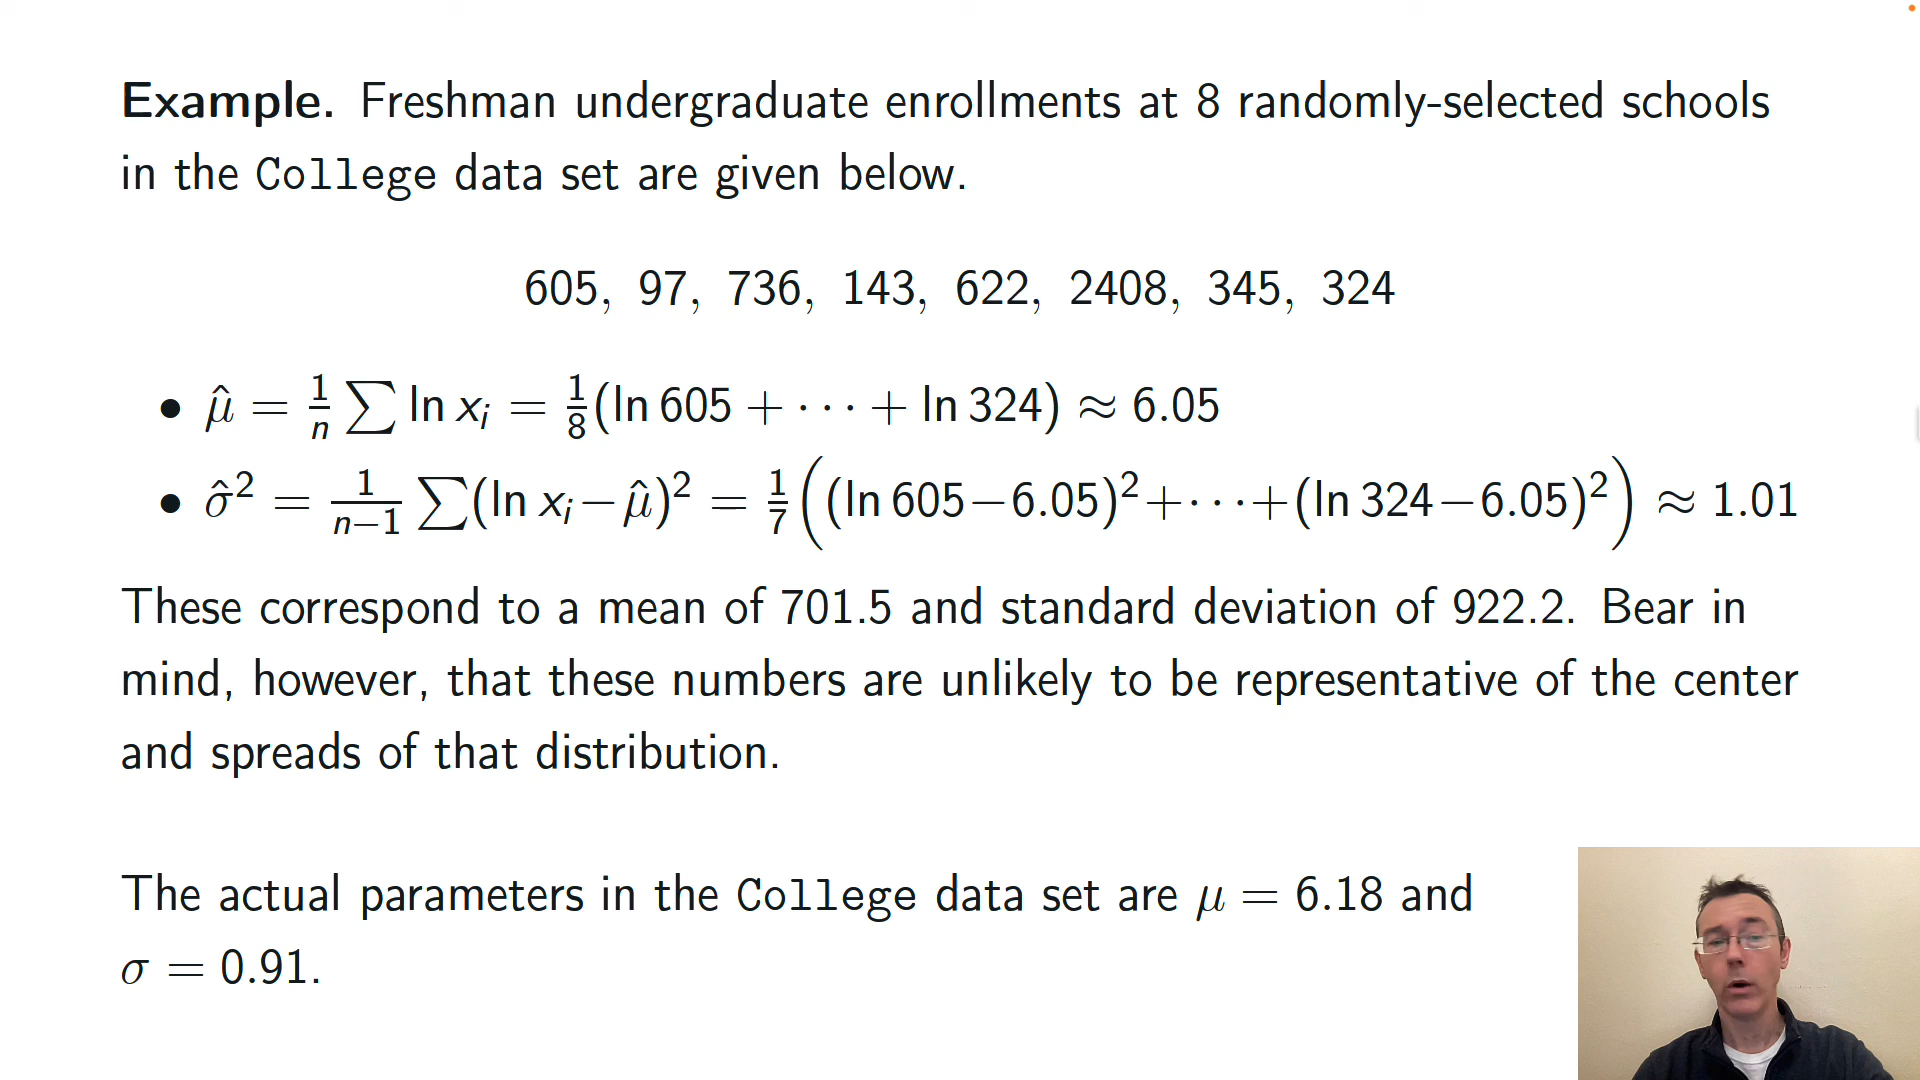 Example. Freshman undergraduate enrollments at 8 randomly-selected schools
in the College data set are given below.
605, 97, 736, 143, 622, 2408, 345, 324
• μ̂ = 1/n ∑ ln xᵢ = 1/8 (ln 605 + ··· + ln 324) ≈ 6.05
• σ̂² = 1/(n−1) ∑(ln xᵢ − μ̂)² = 1/7 ((ln 605−6.05)² + ··· + (ln 324−6.05)²) ≈ 1.01
These correspond to a mean of 701.5 and standard deviation of 922.2. Bear in
mind, however, that these numbers are unlikely to be representative of the center
and spreads of that distribution.
The actual parameters in the College data set are μ = 6.18 and
σ = 0.91.